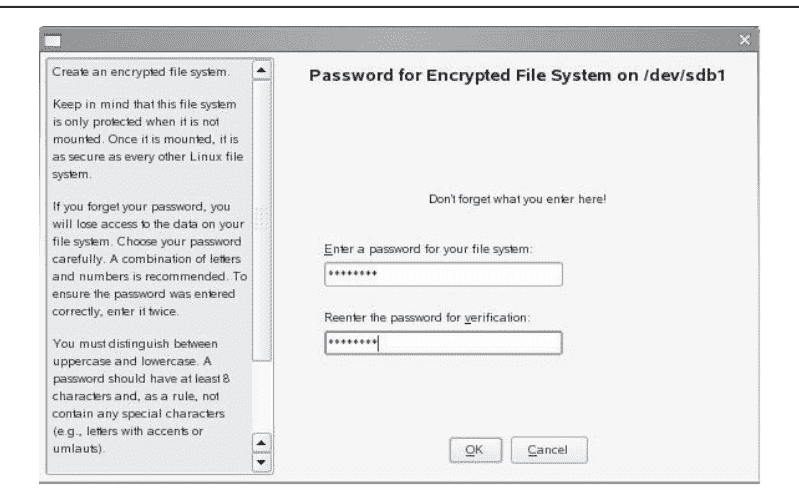 Create an encrypted file system.
Keep in mind that this file system
is only protected when it is not
mounted. Once it is mounted, it is
as secure as every other Linux file
system.
If you forget your password, you
will lose access to the data on your
file system. Choose your password
carefully. A combination of letters
and numbers is recommended. To
ensure the password was entered
correctly, enter it twice.
You must distinguish between
uppercase and lowercase. A
password should have at least 8
characters and, as a rule, not
contain any special characters
(e.g., letters with accents or
umlauts).
Password for Encrypted File System on /dev/sdb1
Don't forget what you enter here!
Enter a password for your file system:
********
Reenter the password for verification:
********
OK
Cancel